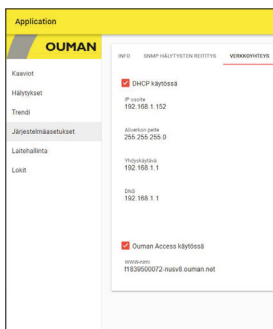 Application
OUMAN
Kaaviot
Hälytykset
Trendi
Järjestelmäasetukset
Laitehallinta
Lokit
INFO
SNMP HÄLYTYSTEN REITITYS
VERKKOYHTEYS
DHCP käytössä
IP osoite
192.168.1.152
Aliverkon peite
255.255.255.0
Yhdyskäytävä
192.168.1.1
DNS
192.168.1.1
Ouman Access käytössä
WWW-nimi
f1839500072-nusv8.ouman.net